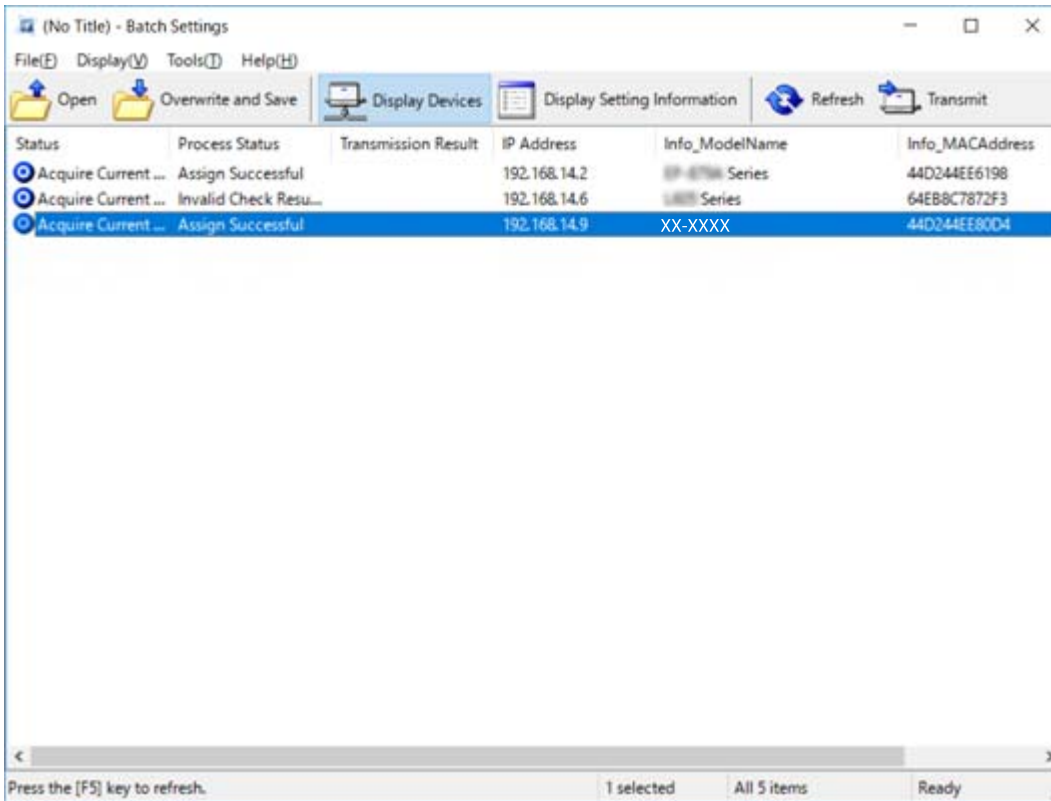 (No Title) - Batch Settings
File(F) Display(V) Tools(T) Help(H)
Open Overwrite and Save Display Devices Display Setting Information Refresh Transmit
Status Process Status Transmission Result IP Address Info_ModelName Info_MACAddress
Acquire Current ... Assign Successful 192.168.14.2 Series 44D244EE6198
Acquire Current ... Invalid Check Resu... 192.168.14.6 Series 64EB8C7872F3
Acquire Current ... Assign Successful 192.168.14.9 XX-XXXX 44D244EE80D4
Press the [F5] key to refresh. 1 selected All 5 items Ready